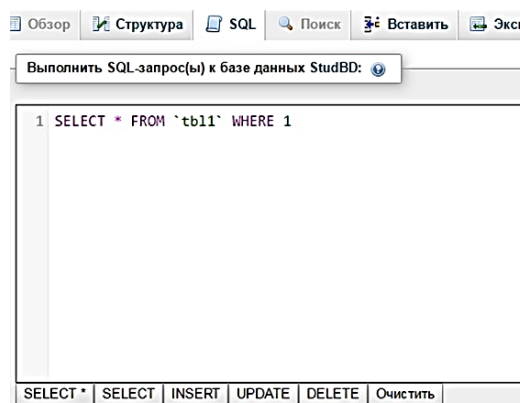 Обзор Структура SQL Поиск Вставить
Выполнить SQL-запрос(ы) к базе данных StudBD:
1 SELECT * FROM `tbl1` WHERE 1
SELECT * SELECT INSERT UPDATE DELETE Очистить